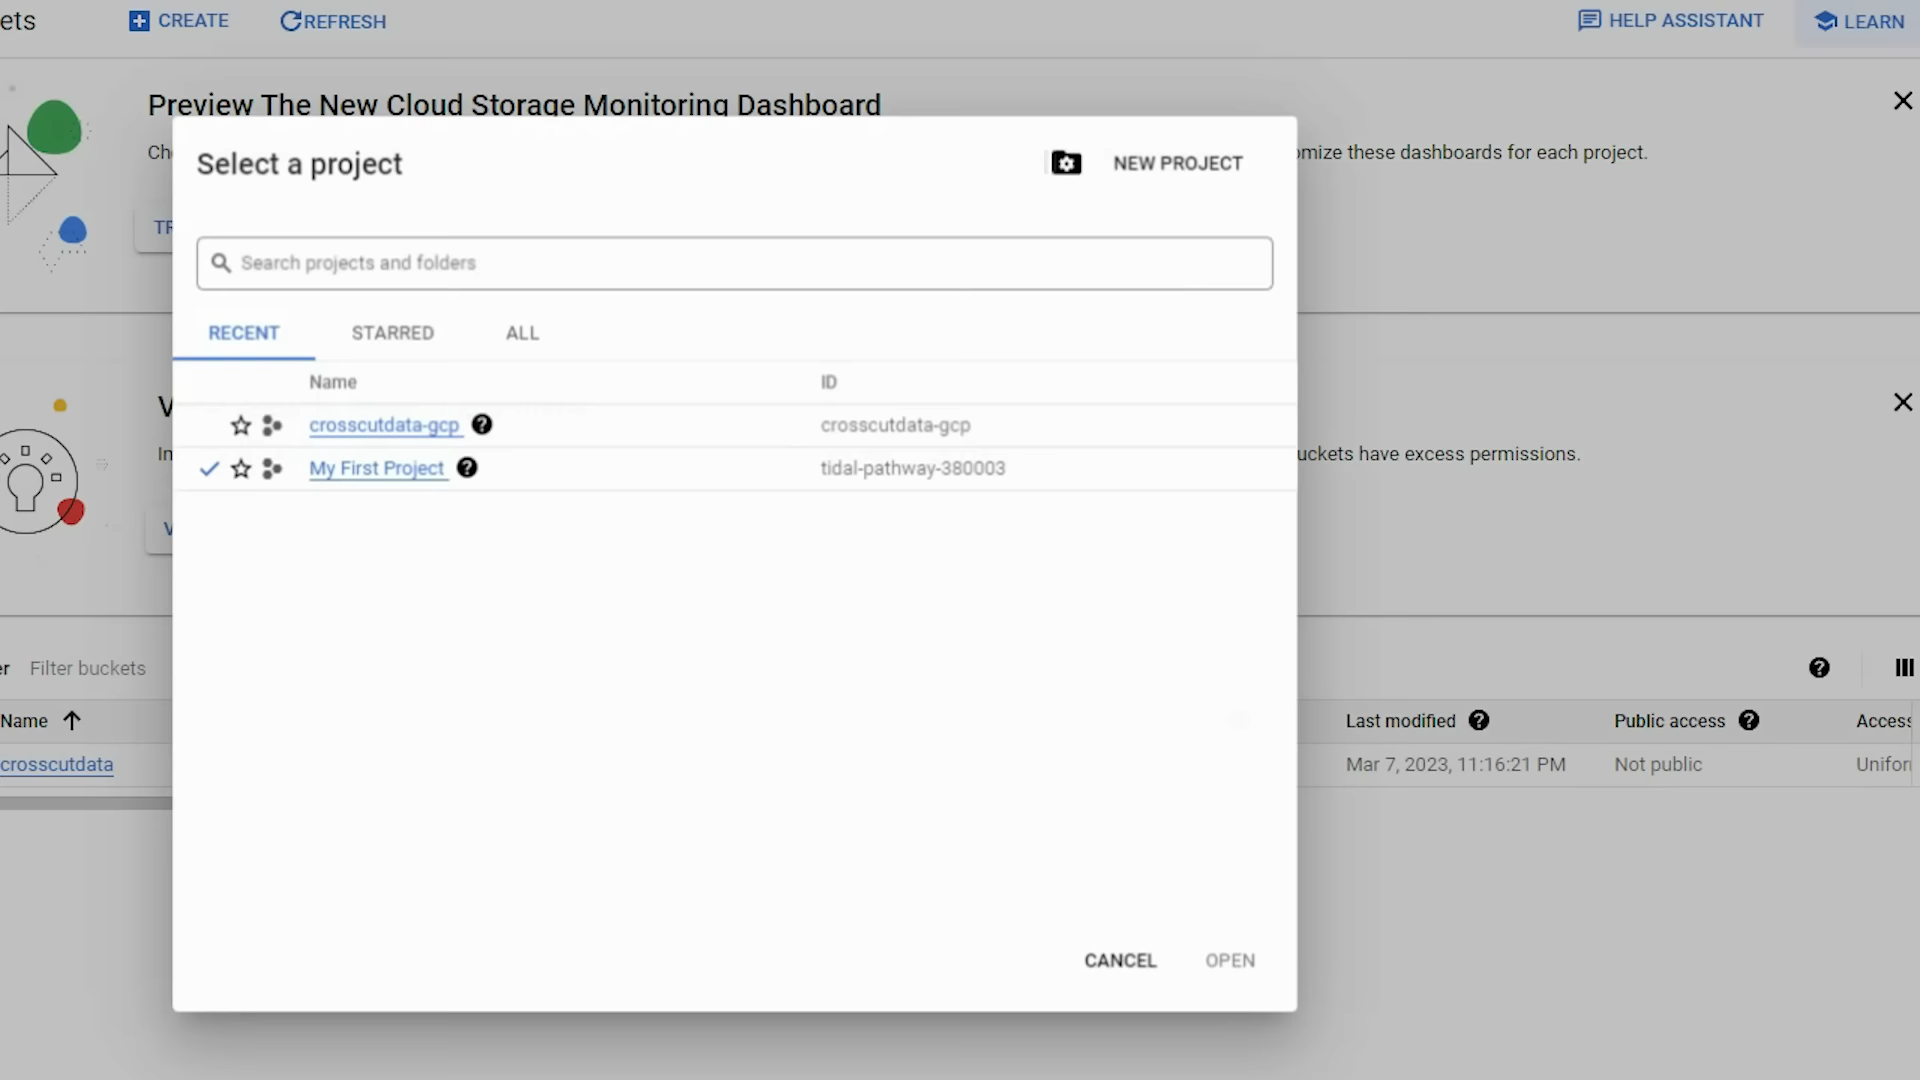 ets
CREATE
REFRESH
HELP ASSISTANT
LEARN
Preview The New Cloud Storage Monitoring Dashboard
mize these dashboards for each project.
Select a project
NEW PROJECT
Search projects and folders
RECENT
STARRED
ALL
Name
ID
crosscutdata-gcp
crosscutdata-gcp
My First Project
tidal-pathway-380003
uckets have excess permissions.
CANCEL
OPEN
er
Filter buckets
Name
Last modified
Public access
Access
crosscutdata
Mar 7, 2023, 11:16:21 PM
Not public
Unifor